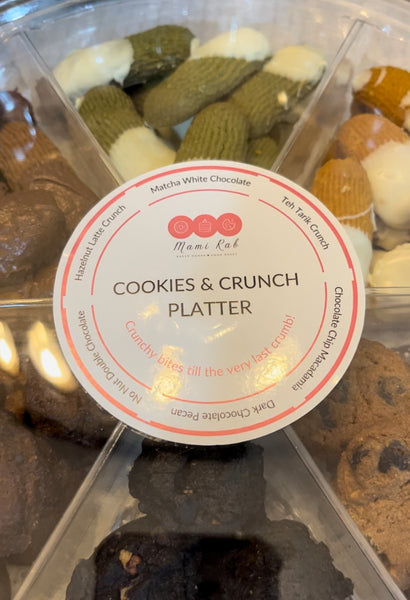 Matcha White Chocolate
Teh Tarik Crunch
Chocolate Chip Macadamia
Dark Chocolate Pecan
No Nut Double Chocolate
Hazelnut Latte Crunch
Mami Rab
COOKIES & CRUNCH
PLATTER
Crunchy bites till the very last crumb!